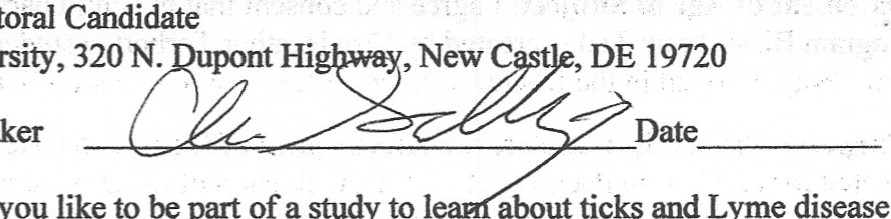 toral Candidate
rsity, 320 N. Dupont Highway, New Castle, DE 19720
ker Date
you like to be part of a study to learn about ticks and Lyme disease